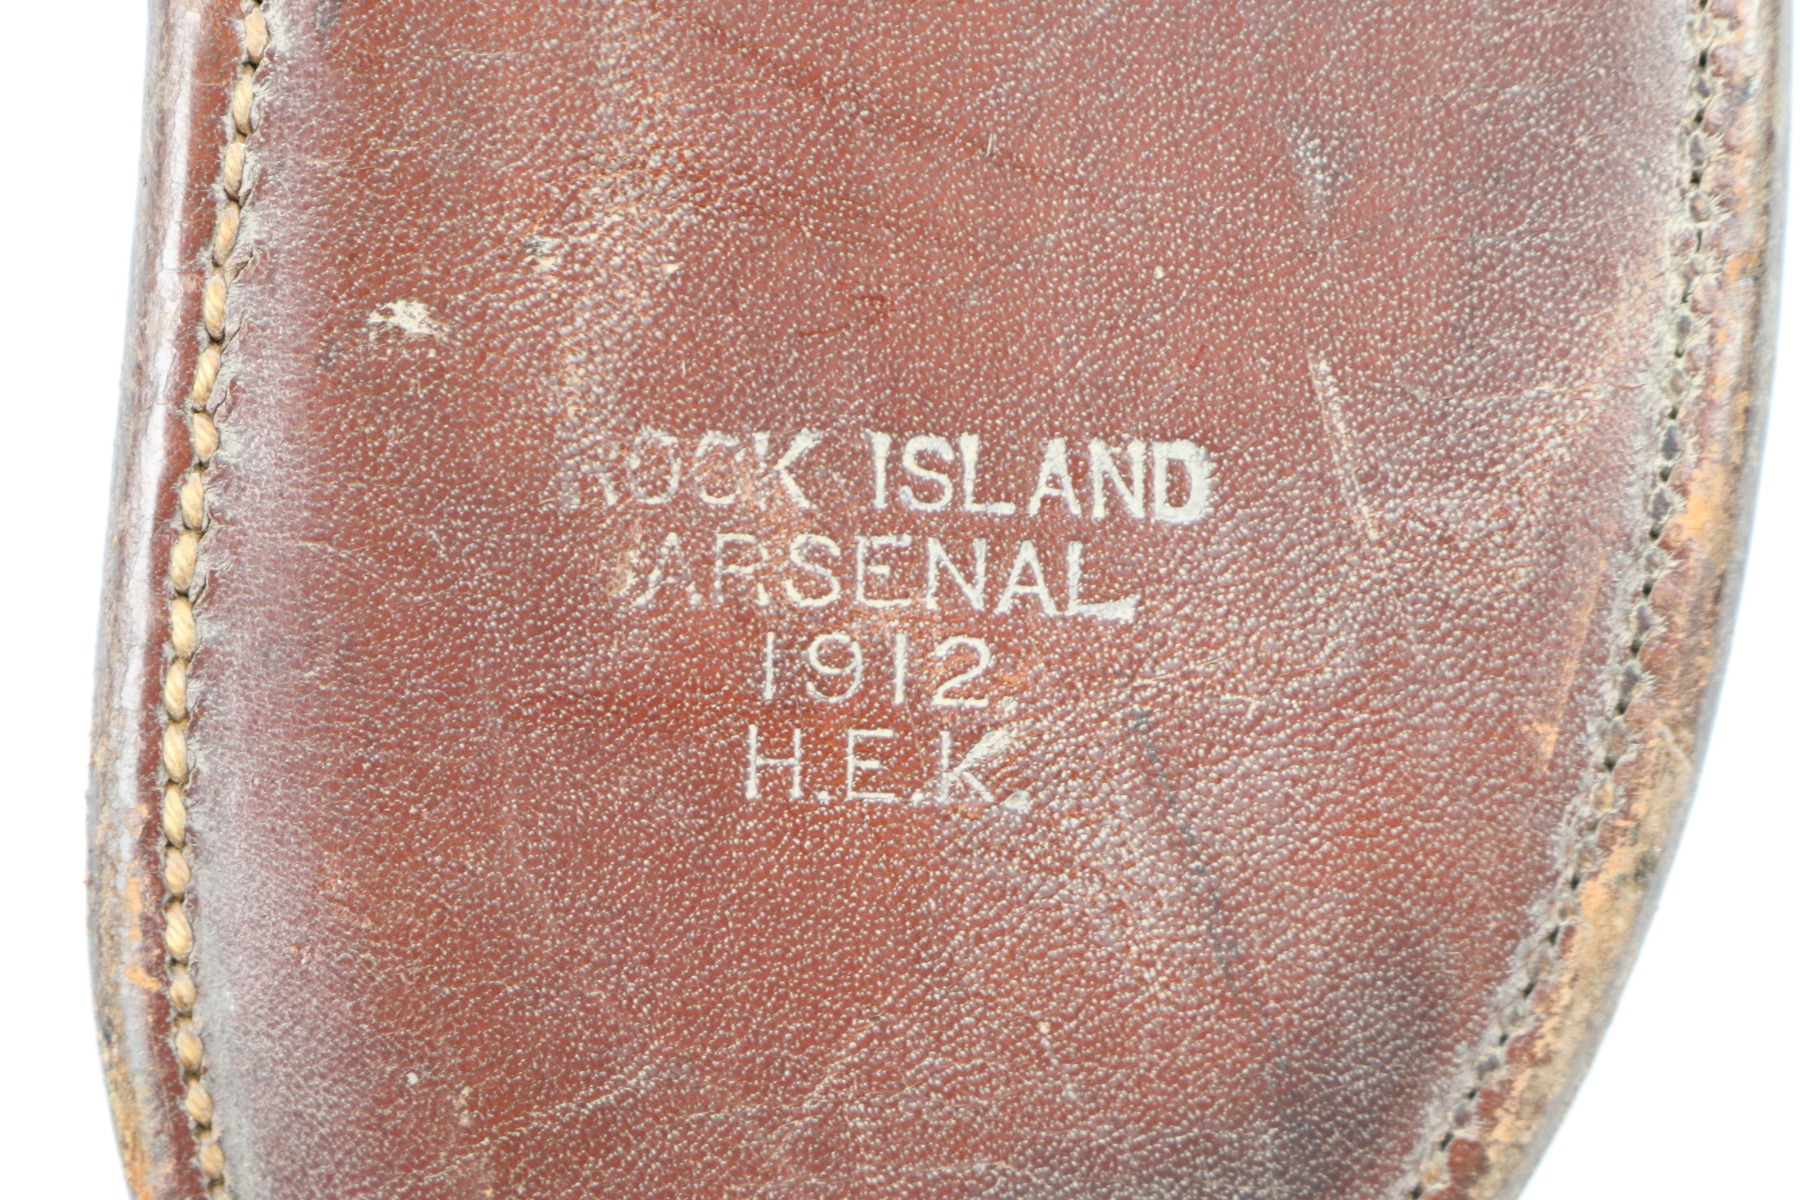 ROCK ISLAND
ARSENAL
1912
H.E.K.